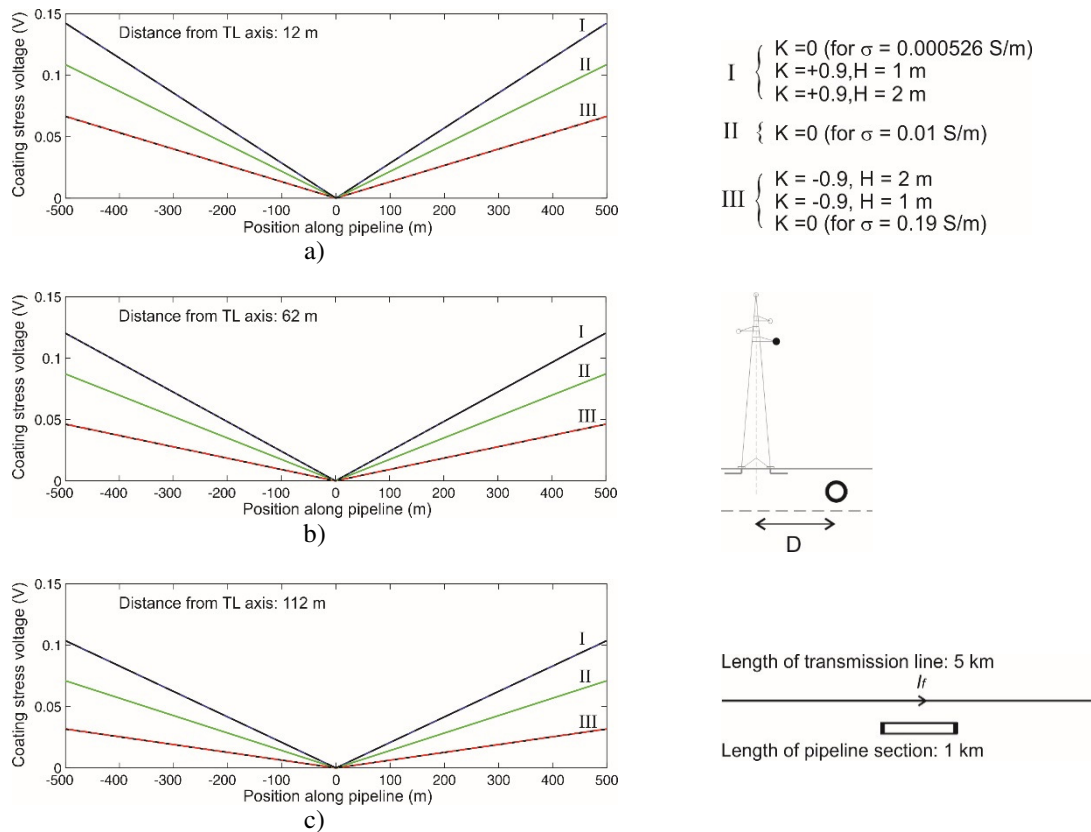 0.15
0.1
0.05
0
Coating stress voltage (V)
Distance from TL axis: 12 m
I
II
III
-500 -400 -300 -200 -100 0 100 200 300 400 500
Position along pipeline (m)
a)
I { K =0 (for σ = 0.000526 S/m)
K =+0.9,H = 1 m
K =+0.9,H = 2 m
II { K =0 (for σ = 0.01 S/m)
III { K = -0.9, H = 2 m
K = -0.9, H = 1 m
K =0 (for σ = 0.19 S/m)
0.15
0.1
0.05
0
Coating stress voltage (V)
Distance from TL axis: 62 m
I
II
III
-500 -400 -300 -200 -100 0 100 200 300 400 500
Position along pipeline (m)
b)
D
0.15
0.1
0.05
0
Coating stress voltage (V)
Distance from TL axis: 112 m
I
II
III
-500 -400 -300 -200 -100 0 100 200 300 400 500
Position along pipeline (m)
c)
Length of transmission line: 5 km
If
Length of pipeline section: 1 km